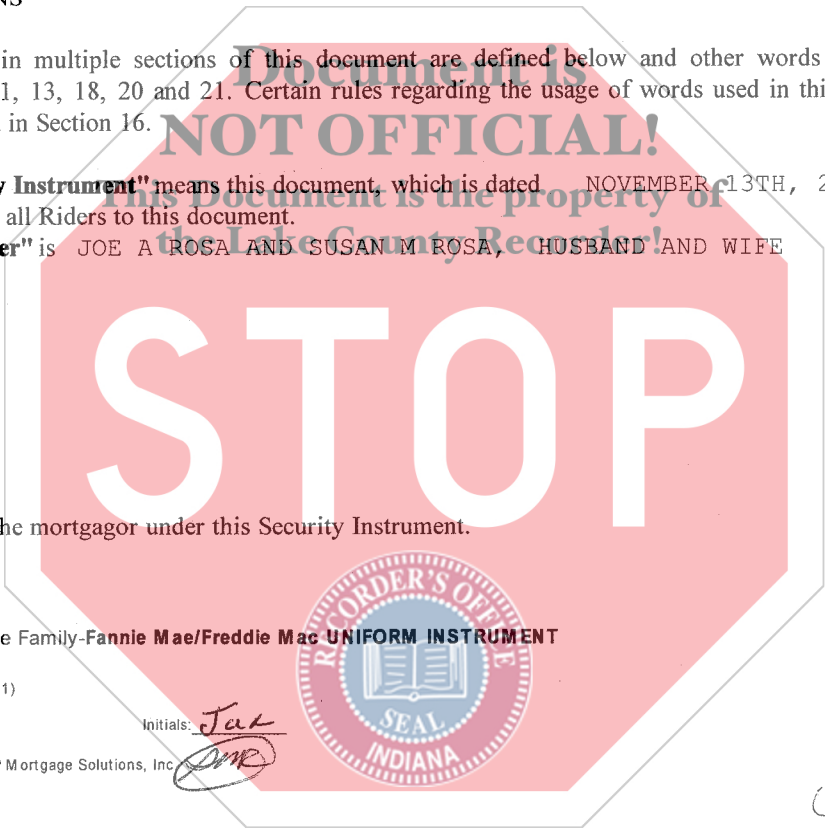 NS
in multiple sections of this document are defined below and other words
1, 13, 18, 20 and 21. Certain rules regarding the usage of words used in thi
in Section 16.
Document is
NOT OFFICIAL!
This Document is the property of
the Lake County Recorder!
y Instrument" means this document, which is dated NOVEMBER 13TH, 2
all Riders to this document.
er" is JOE A ROSA AND SUSAN M ROSA, HUSBAND AND WIFE
STOP
he mortgagor under this Security Instrument.
e Family-Fannie Mae/Freddie Mac UNIFORM INSTRUMENT
1)
Initials: JaR
Mortgage Solutions, Inc.
SMR
RECORDER'S OFFICE
SEAL
INDIANA